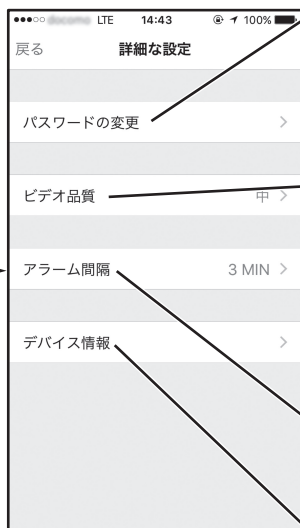 LTE 14:43 100%
戻る 詳細な設定
パスワードの変更
ビデオ品質 中
アラーム間隔 3 MIN
デバイス情報